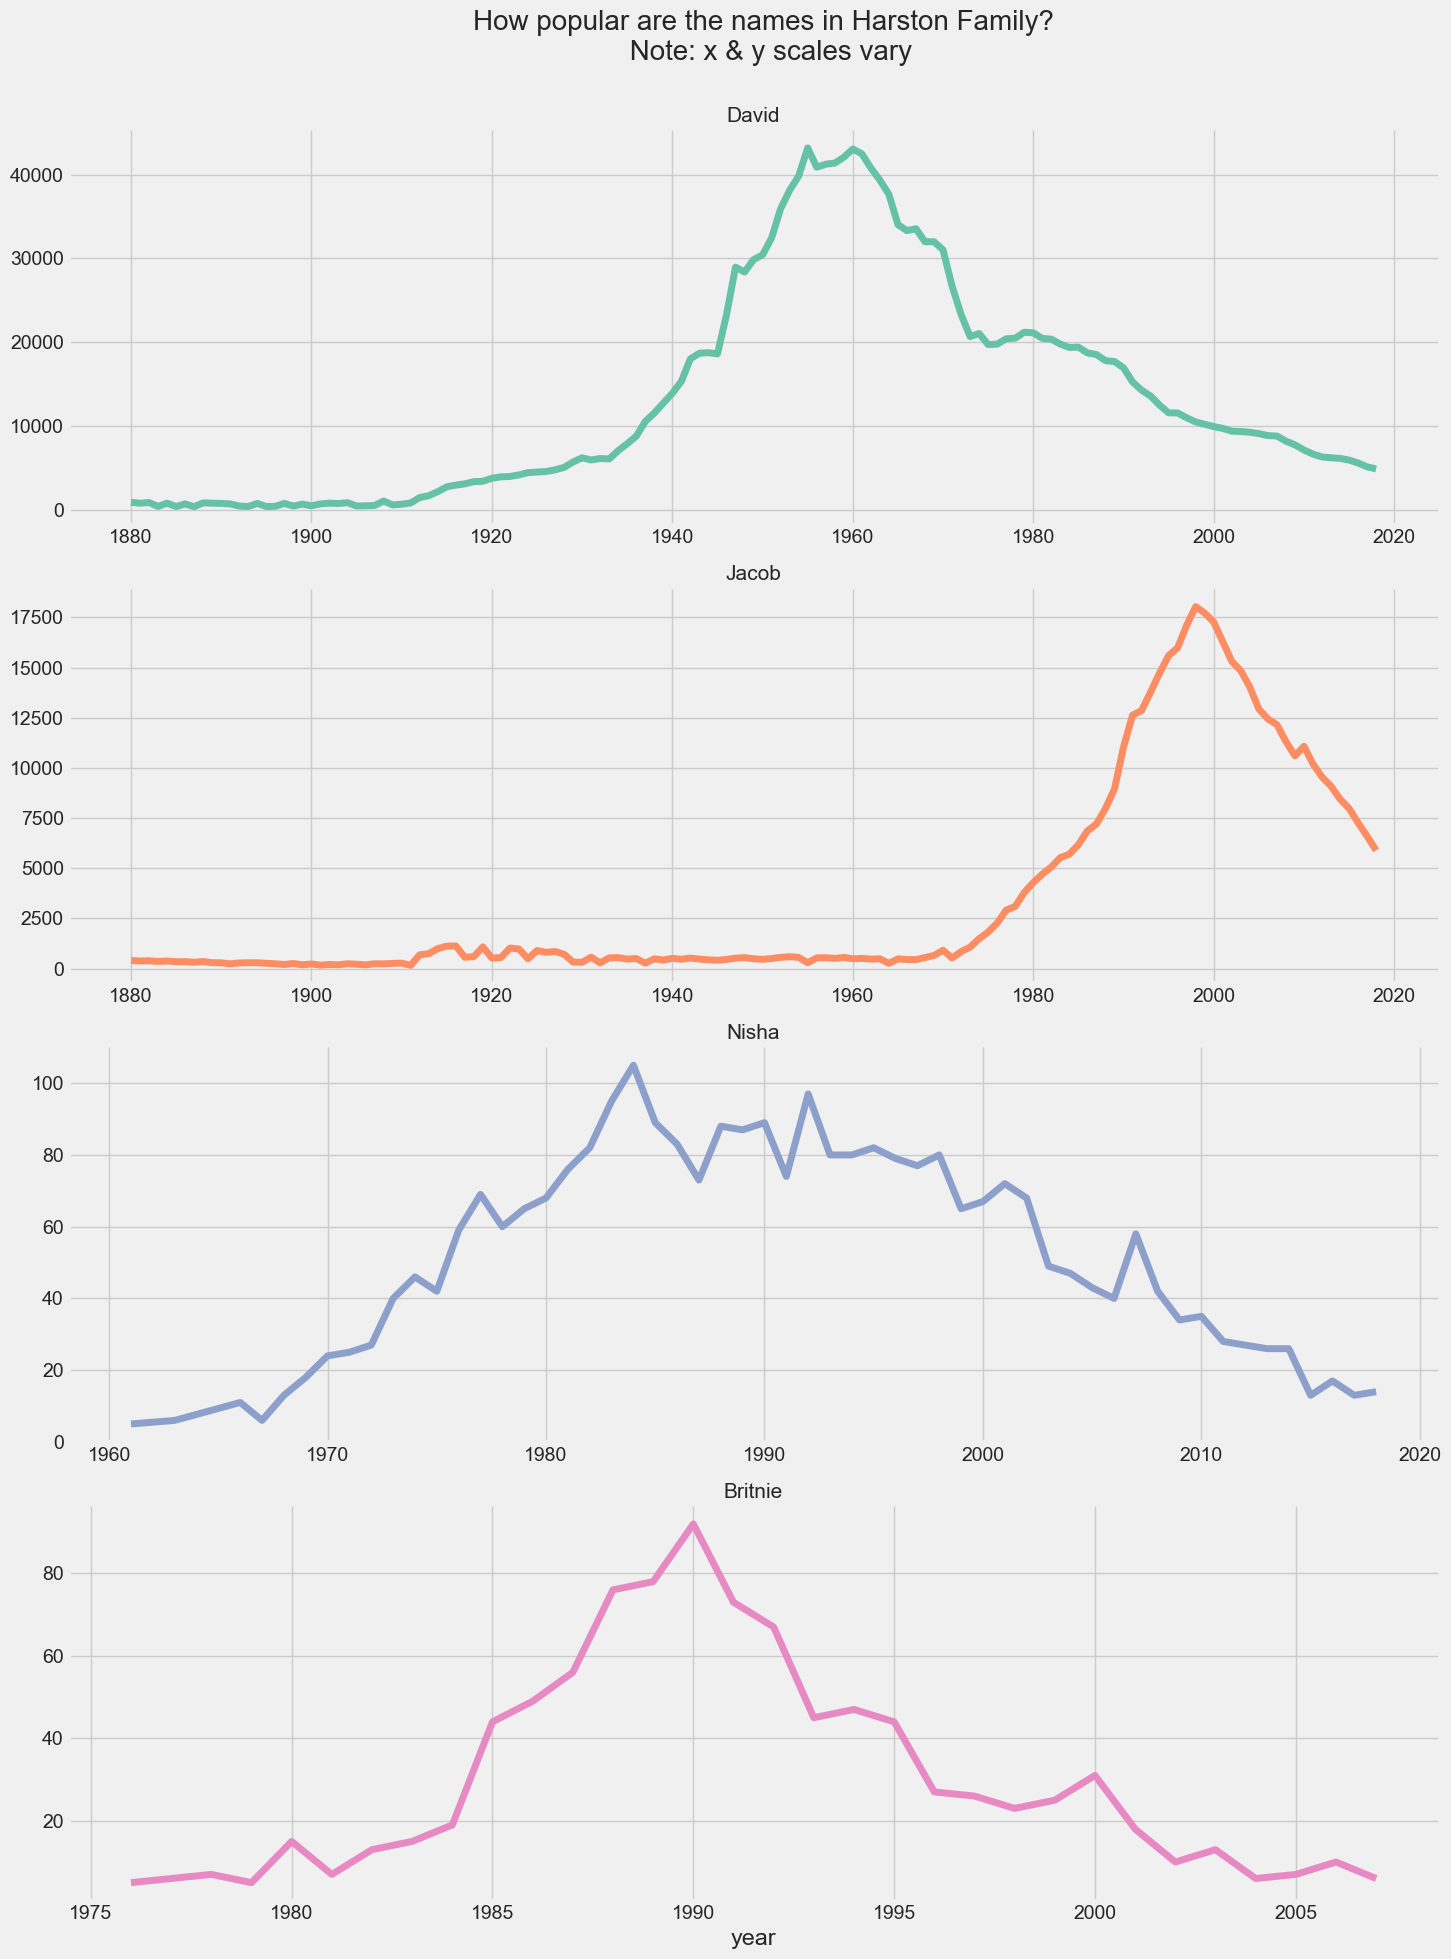 How popular are the names in Harston Family?
Note: x & y scales vary
David
40000
30000
20000
10000
0
1880 1900 1920 1940 1960 1980 2000 2020
Jacob
17500
15000
12500
10000
7500
5000
2500
0
1880 1900 1920 1940 1960 1980 2000 2020
Nisha
100
80
60
40
20
0
1960 1970 1980 1990 2000 2010 2020
Britnie
80
60
40
20
1975 1980 1985 1990 1995 2000 2005
year